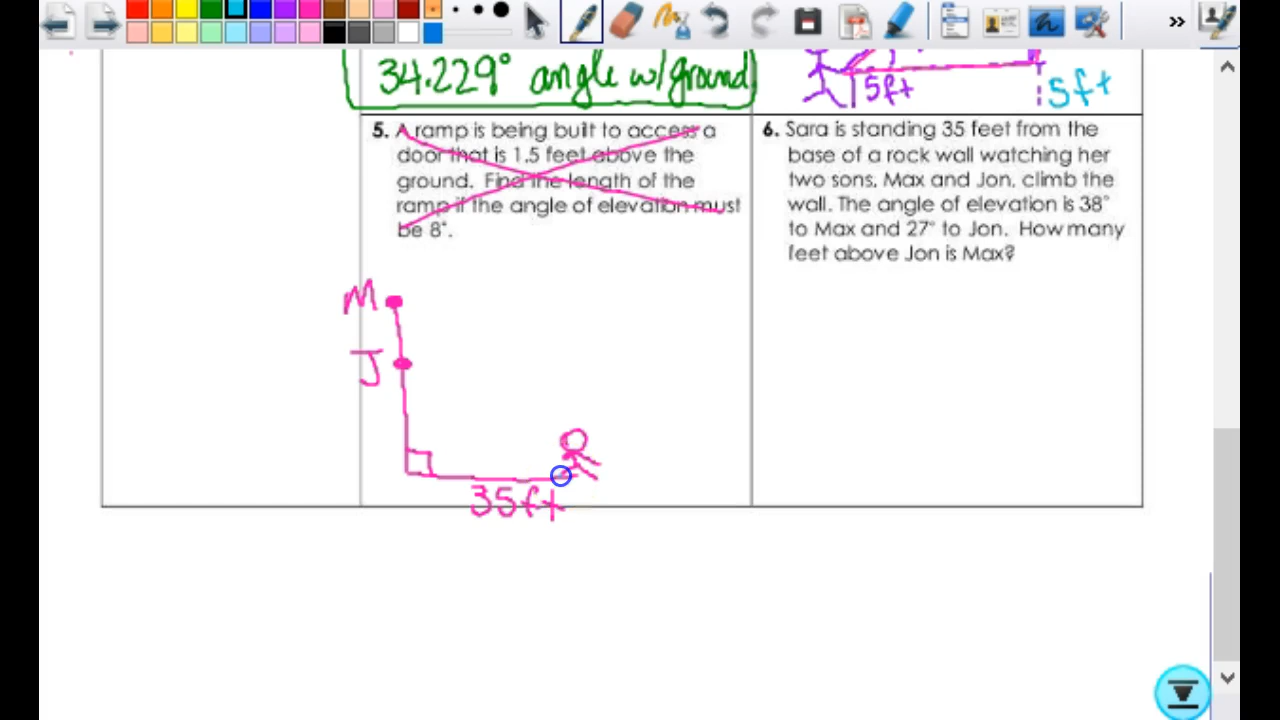 34.229° angle w/ground
5ft
5ft
5. A ramp is being built to access a
door that is 1.5 feet above the
ground. Find the length of the
ramp if the angle of elevation must
be 8°.
6. Sara is standing 35 feet from the
base of a rock wall watching her
two sons, Max and Jon, climb the
wall. The angle of elevation is 38°
to Max and 27° to Jon. How many
feet above Jon is Max?
M
J
35ft